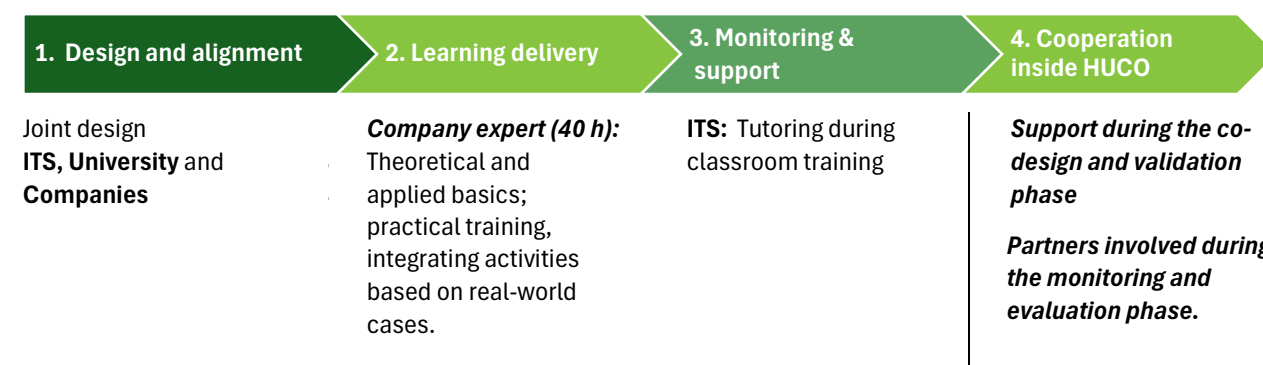 1. Design and alignment
2. Learning delivery
3. Monitoring &
support
4. Cooperation
inside HUCO
Joint design
ITS, University and
Companies
Company expert (40 h):
Theoretical and
applied basics;
practical training,
integrating activities
based on real-world
cases.
ITS: Tutoring during
classroom training
Support during the co-
design and validation
phase
Partners involved during
the monitoring and
evaluation phase.